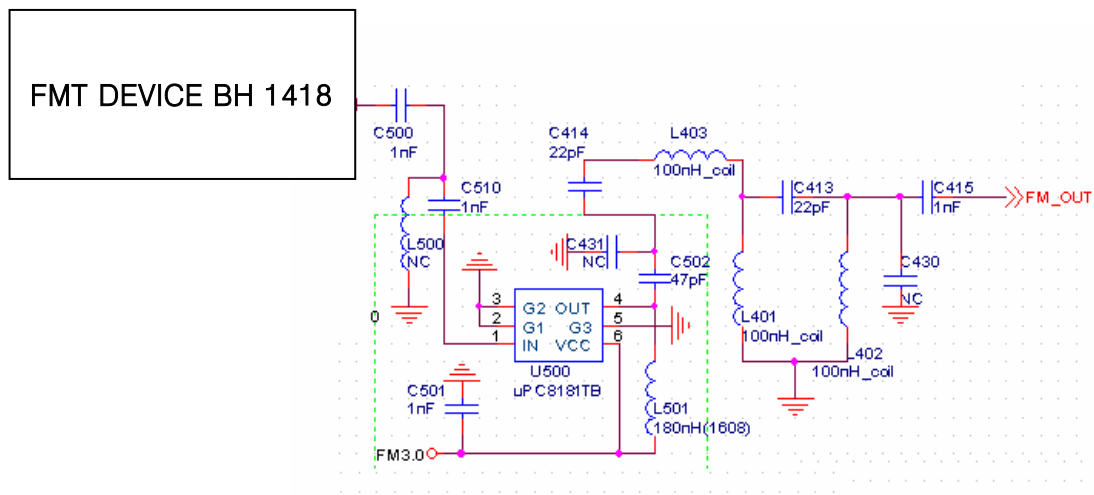 FMT DEVICE BH 1418
C500
1nF
C414
22pF
L403
100nH_coil
C510
1nF
C413
22pF
C415
1nF
FM_OUT
L500
NC
C431
NC
C502
47pF
C430
NC
3 G2 OUT 4
2 G1 G3 5
1 IN VCC 6
0
L401
100nH_coil
L402
100nH_coil
U500
uPC8181TB
C501
1nF
L501
180nH(1608)
FM3.0